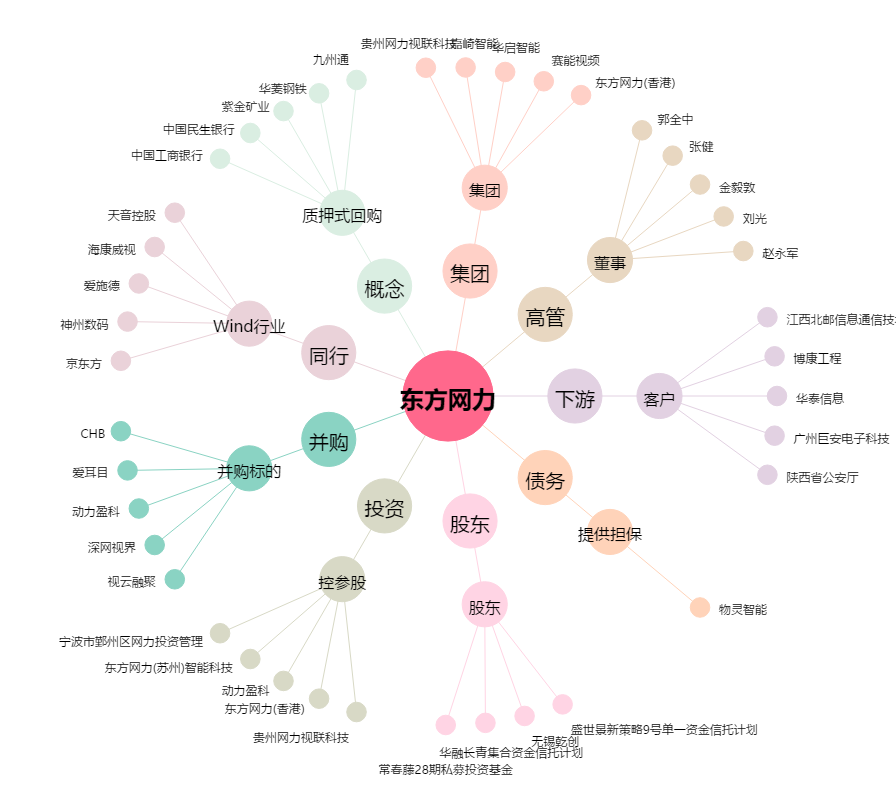 贵州网力视联科技
嘉崎智能
华启智能
赛能视频
东方网力(香港)
九州通
华菱钢铁
紫金矿业
中国民生银行
中国工商银行
质押式回购
概念
集团
集团
郭全中
张健
金毅敦
刘光
赵永军
董事
高管
天音控股
海康威视
爱施德
神州数码
京东方
Wind行业
同行
东方网力
下游
客户
江西北邮信息通信技
博康工程
华泰信息
广州巨安电子科技
陕西省公安厅
CHB
爱耳目
动力盈科
深网视界
视云融聚
并购标的
并购
投资
控参股
宁波市鄞州区网力投资管理
东方网力(苏州)智能科技
动力盈科
东方网力(香港)
贵州网力视联科技
股东
股东
常春藤28期私募投资基金
华融长青集合资金信托计划
无锡乾创
盛世景新策略9号单一资金信托计划
债务
提供担保
物灵智能